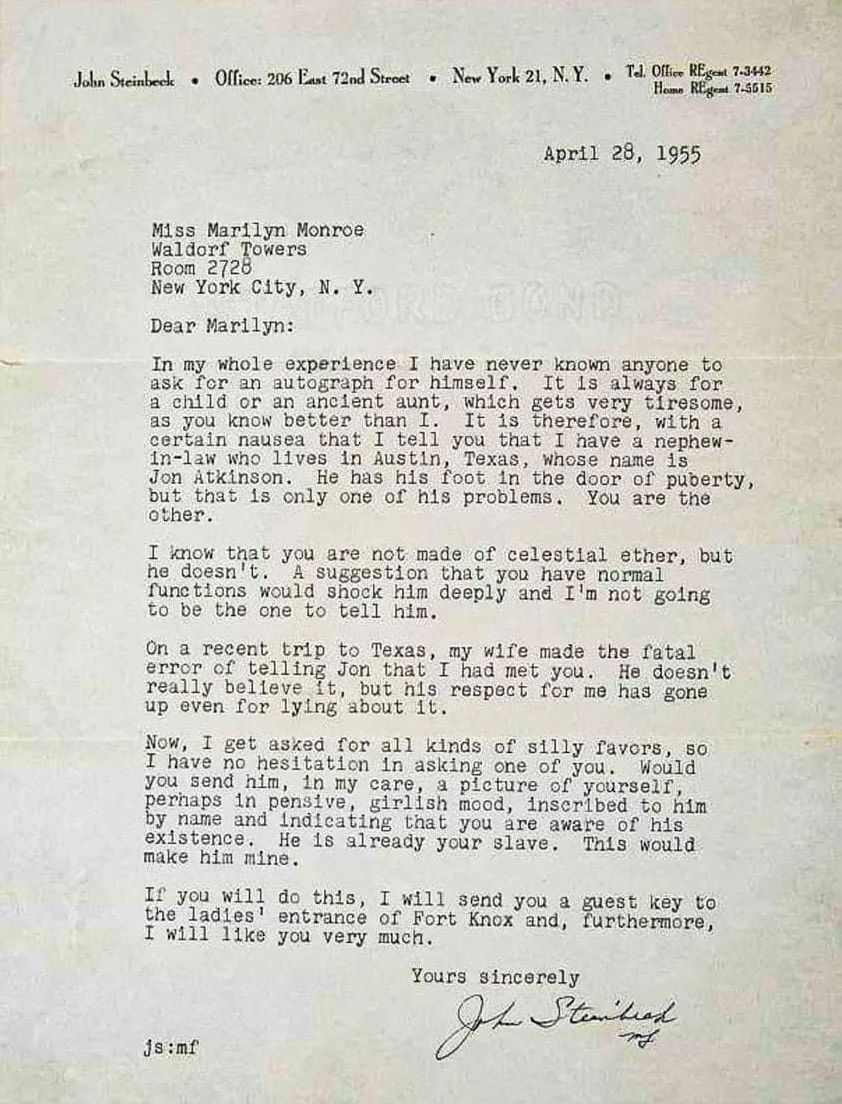 John Steinbeck • Office: 206 East 72nd Street • New York 21, N. Y. • Tel. Office REgent 7-3442
Home REgent 7-5515
April 28, 1955
Miss Marilyn Monroe
Waldorf Towers
Room 2728
New York City, N. Y.
Dear Marilyn:
In my whole experience I have never known anyone to
ask for an autograph for himself. It is always for
a child or an ancient aunt, which gets very tiresome,
as you know better than I. It is therefore, with a
certain nausea that I tell you that I have a nephew-
in-law who lives in Austin, Texas, whose name is
Jon Atkinson. He has his foot in the door of puberty,
but that is only one of his problems. You are the
other.
I know that you are not made of celestial ether, but
he doesn't. A suggestion that you have normal
functions would shock him deeply and I'm not going
to be the one to tell him.
On a recent trip to Texas, my wife made the fatal
error of telling Jon that I had met you. He doesn't
really believe it, but his respect for me has gone
up even for lying about it.
Now, I get asked for all kinds of silly favors, so
I have no hesitation in asking one of you. Would
you send him, in my care, a picture of yourself,
perhaps in pensive, girlish mood, inscribed to him
by name and indicating that you are aware of his
existence. He is already your slave. This would
make him mine.
If you will do this, I will send you a guest key to
the ladies' entrance of Fort Knox and, furthermore,
I will like you very much.
Yours sincerely
John Steinbeck
mf
js:mf